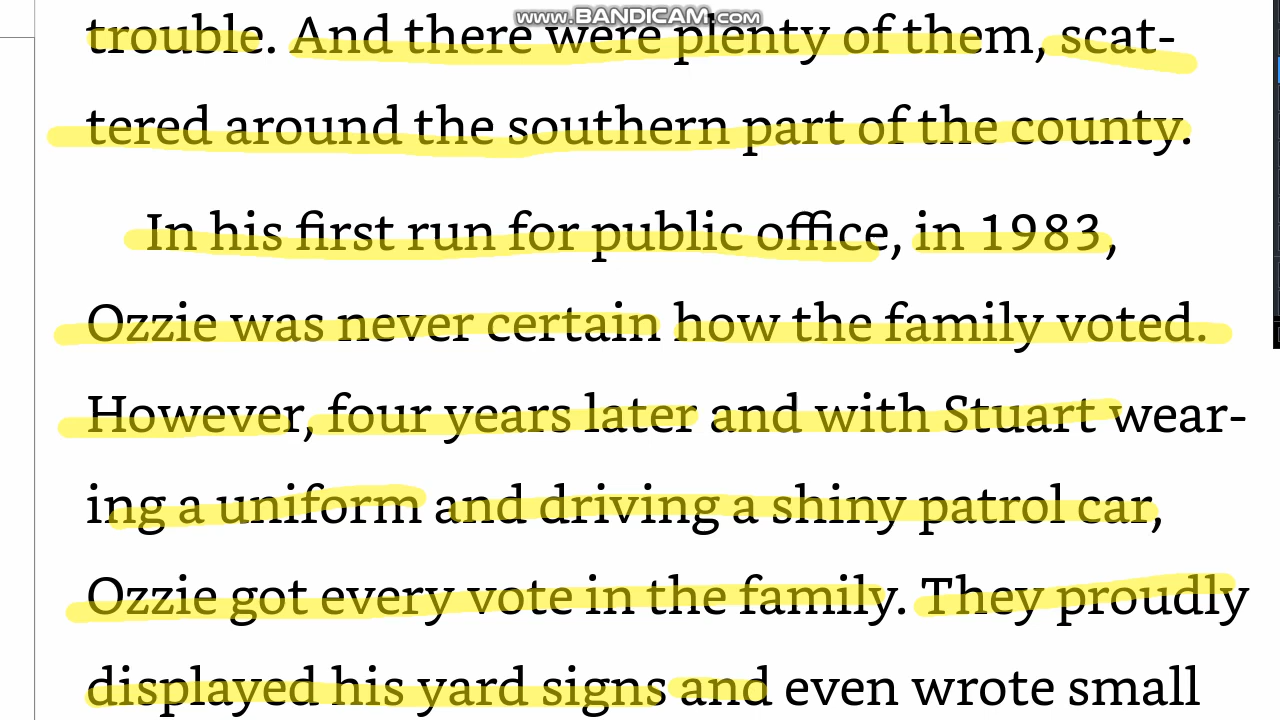 www.BANDICAM.com
trouble. And there were plenty of them, scat-
tered around the southern part of the county.
In his first run for public office, in 1983,
Ozzie was never certain how the family voted.
However, four years later and with Stuart wear-
ing a uniform and driving a shiny patrol car,
Ozzie got every vote in the family. They proudly
displayed his yard signs and even wrote small